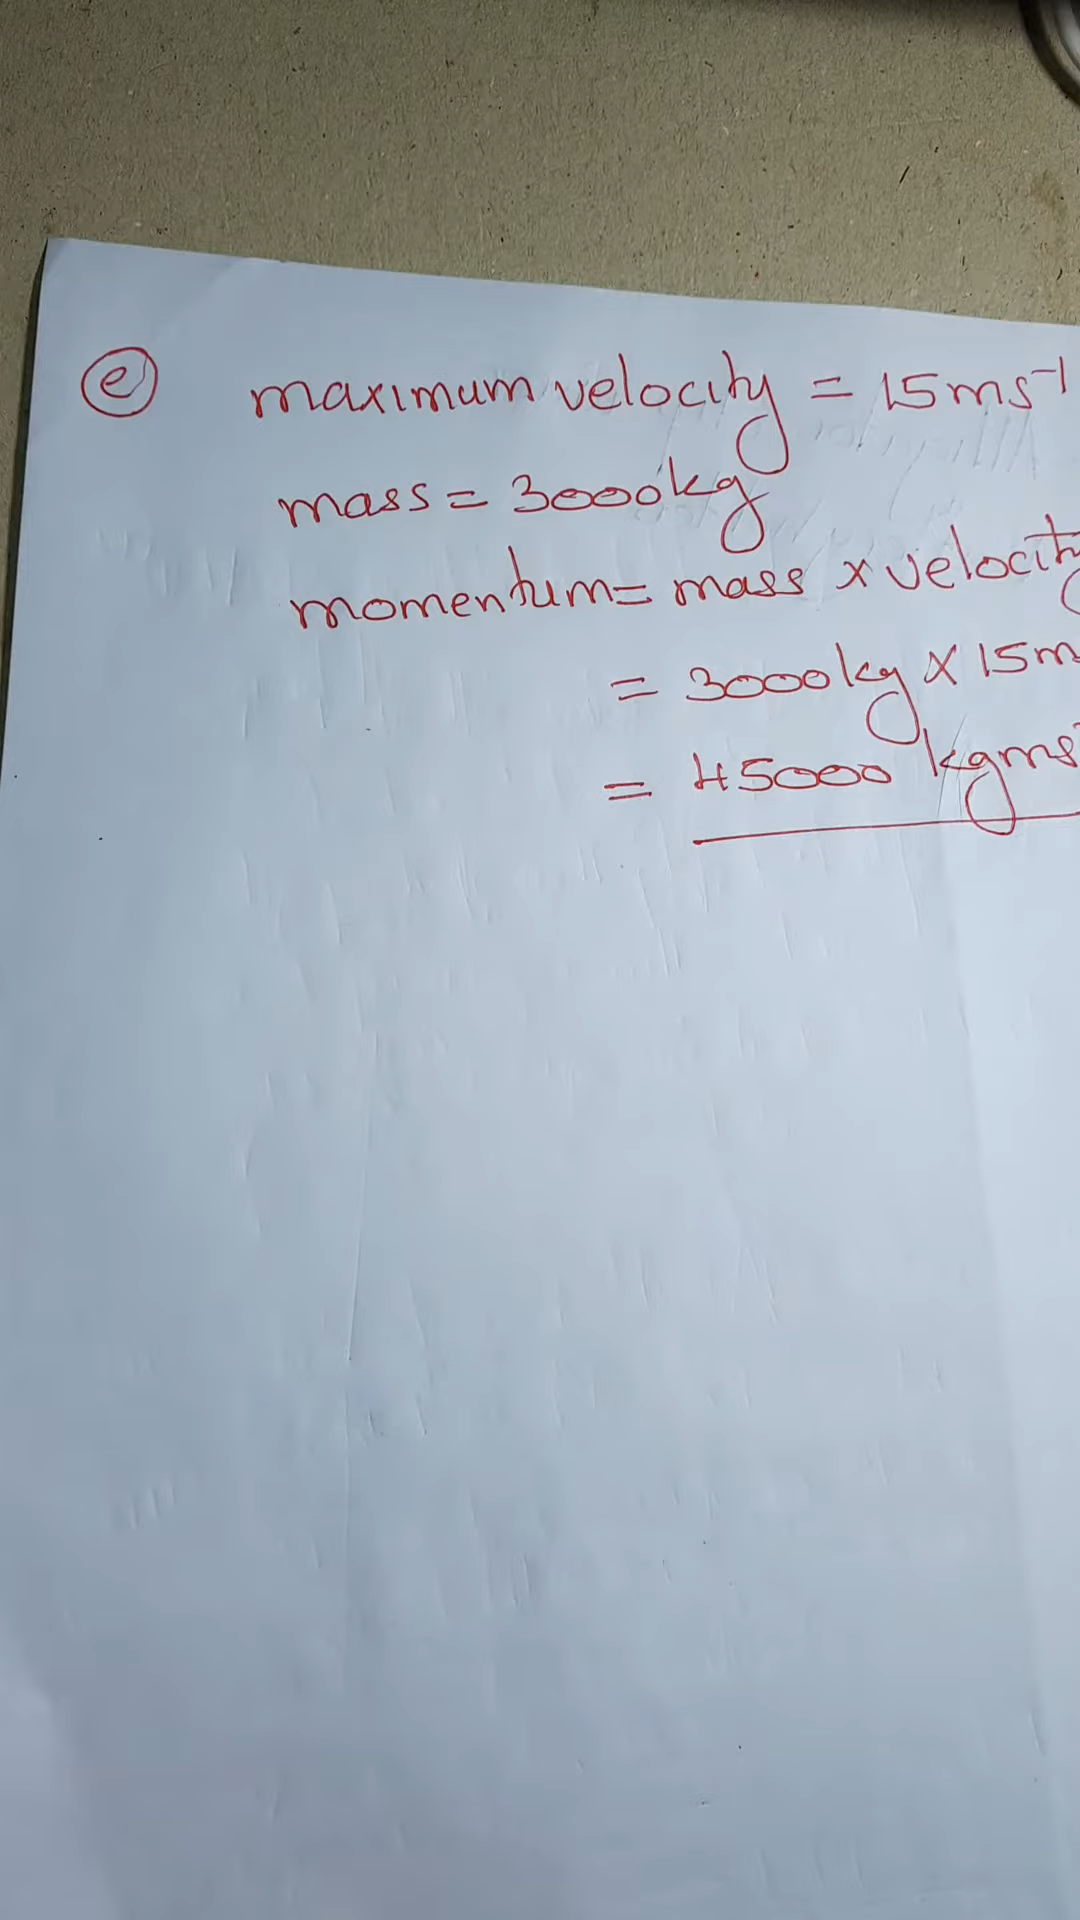 e maximum velocity = 15ms⁻¹
mass = 3000kg
momentum = mass x velocity
= 3000kg x 15m
= 45000 kgms